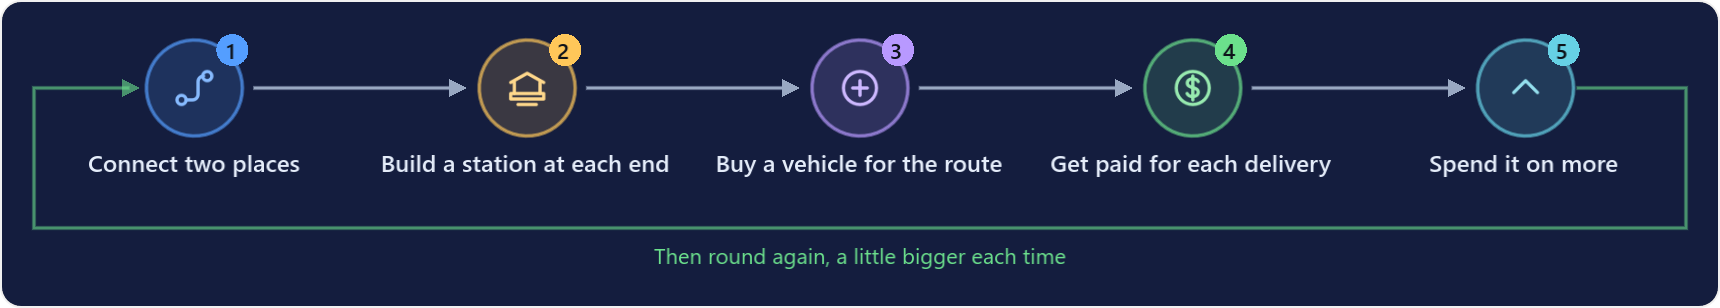 1
2
3
4
5
Connect two places
Build a station at each end
Buy a vehicle for the route
Get paid for each delivery
Spend it on more
Then round again, a little bigger each time